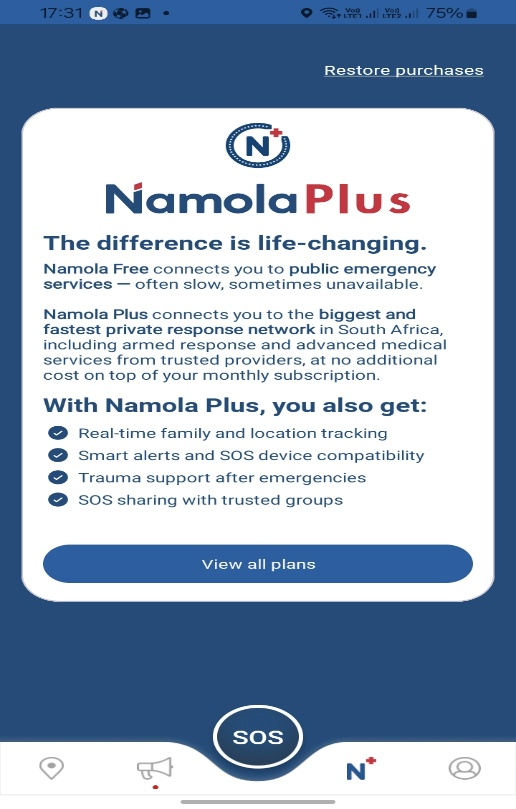 17:31 N 75%
Restore purchases
N
NamolaPlus
The difference is life-changing.
Namola Free connects you to public emergency
services — often slow, sometimes unavailable.
Namola Plus connects you to the biggest and
fastest private response network in South Africa,
including armed response and advanced medical
services from trusted providers, at no additional
cost on top of your monthly subscription.
With Namola Plus, you also get:
Real-time family and location tracking
Smart alerts and SOS device compatibility
Trauma support after emergencies
SOS sharing with trusted groups
View all plans
SOS
N